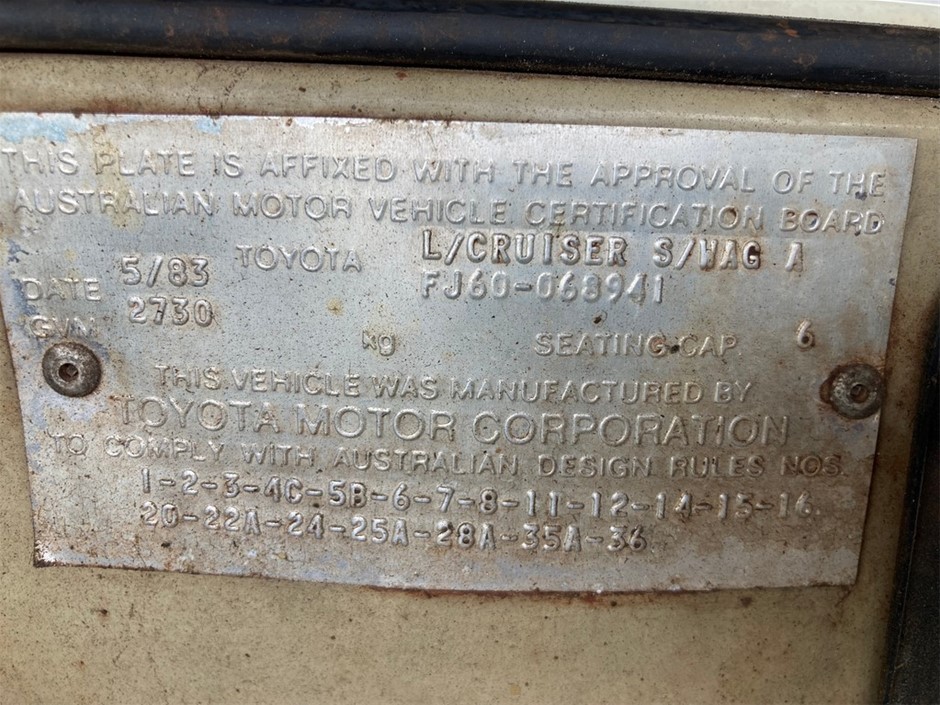 THIS PLATE IS AFFIXED WITH THE APPROVAL OF THE
AUSTRALIAN MOTOR VEHICLE CERTIFICATION BOARD
DATE 5/83 TOYOTA L/CRUISER S/WAG A
FJ60-068941
GVM 2730 kg SEATING CAP. 6
THIS VEHICLE WAS MANUFACTURED BY
TOYOTA MOTOR CORPORATION
TO COMPLY WITH AUSTRALIAN DESIGN RULES NOS.
1-2-3-4C-5B-6-7-8-11-12-14-15-16.
20-22A-24-25A-28A-35A-36.